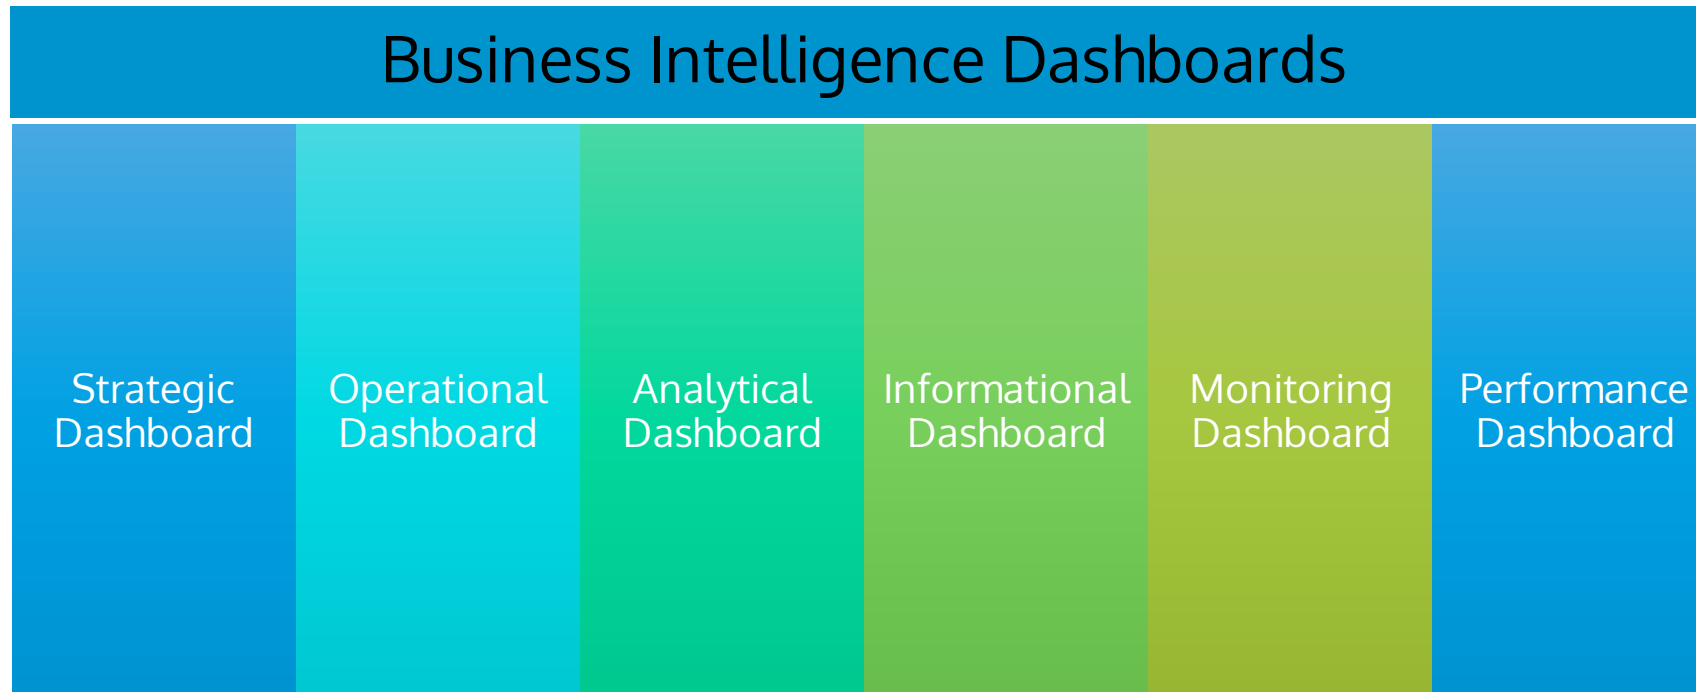 Business Intelligence Dashboards
Strategic
Dashboard
Operational
Dashboard
Analytical
Dashboard
Informational
Dashboard
Monitoring
Dashboard
Performance
Dashboard